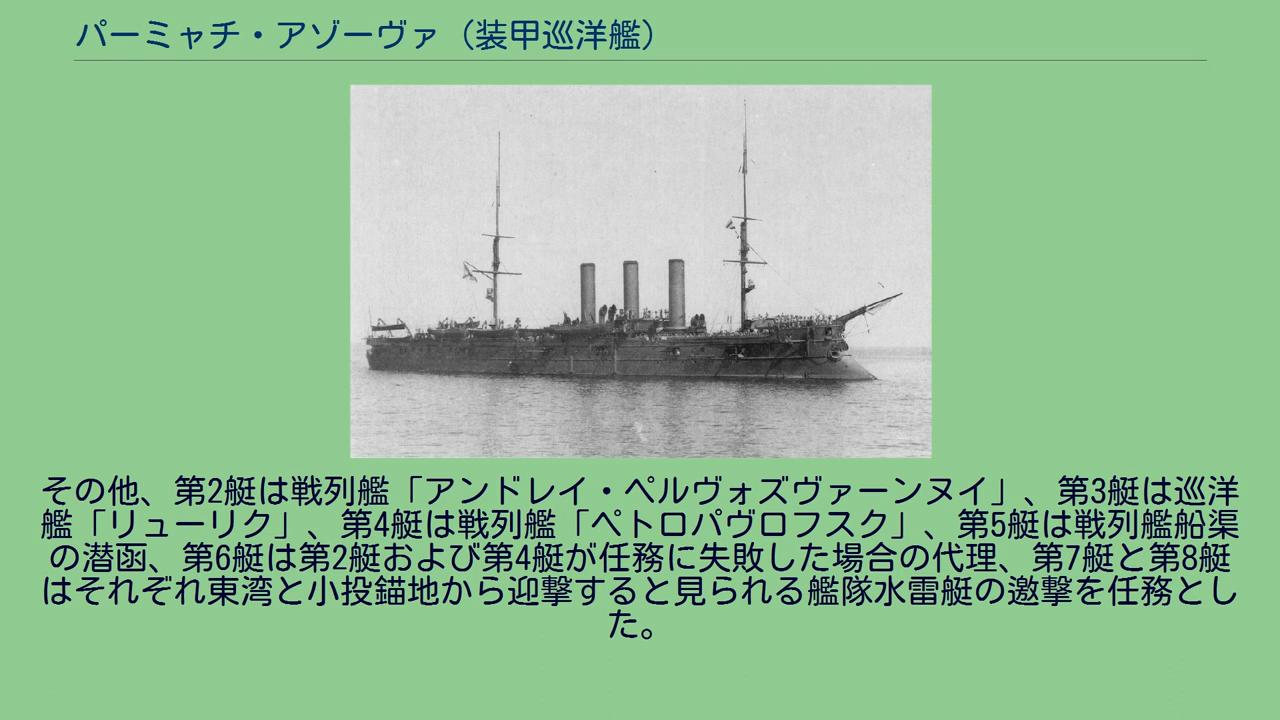 パーミャチ・アゾーヴァ（装甲巡洋艦）
その他、第2艇は戦列艦「アンドレイ・ペルヴォズヴァーンヌイ」、第3艇は巡洋
艦「リューリク」、第4艇は戦列艦「ペトロパヴロフスク」、第5艇は戦列艦船渠
の潜函、第6艇は第2艇および第4艇が任務に失敗した場合の代理、第7艇と第8艇
はそれぞれ東湾と小投錨地から迎撃すると見られる艦隊水雷艇の邀撃を任務とし
た。